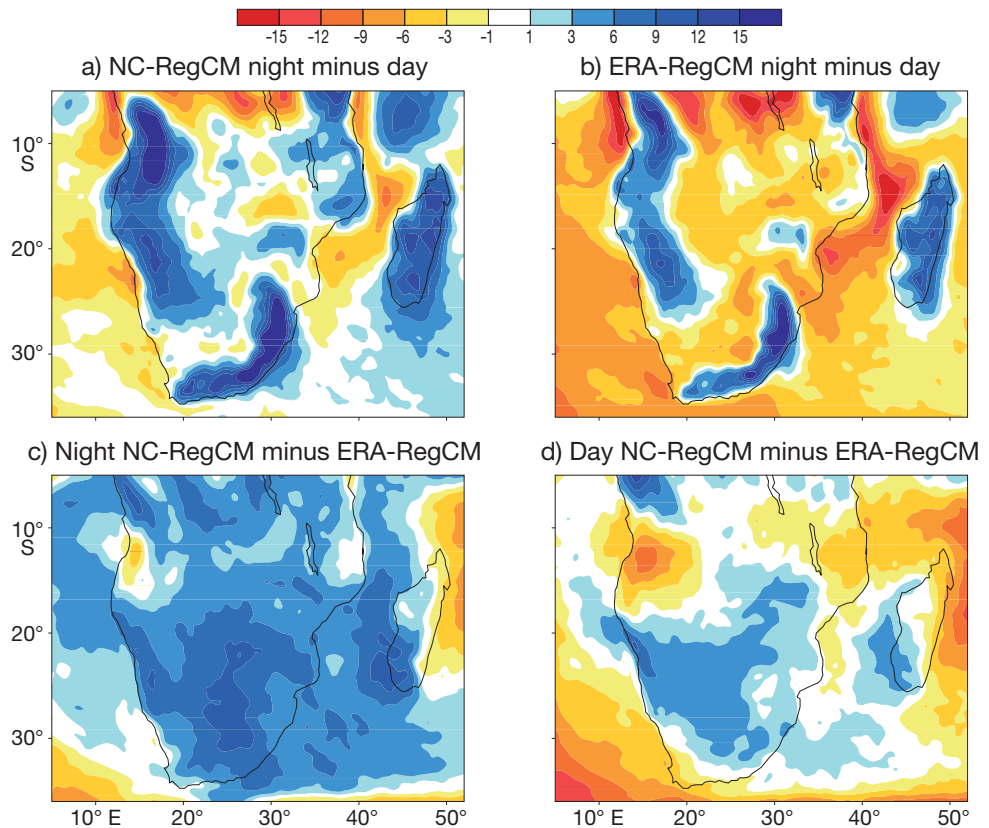 -15 -12 -9 -6 -3 -1 1 3 6 9 12 15
a) NC-RegCM night minus day
b) ERA-RegCM night minus day
10°
S
20°
30°
c) Night NC-RegCM minus ERA-RegCM
d) Day NC-RegCM minus ERA-RegCM
10°
S
20°
30°
10° E 20° 30° 40° 50°
10° E 20° 30° 40° 50°